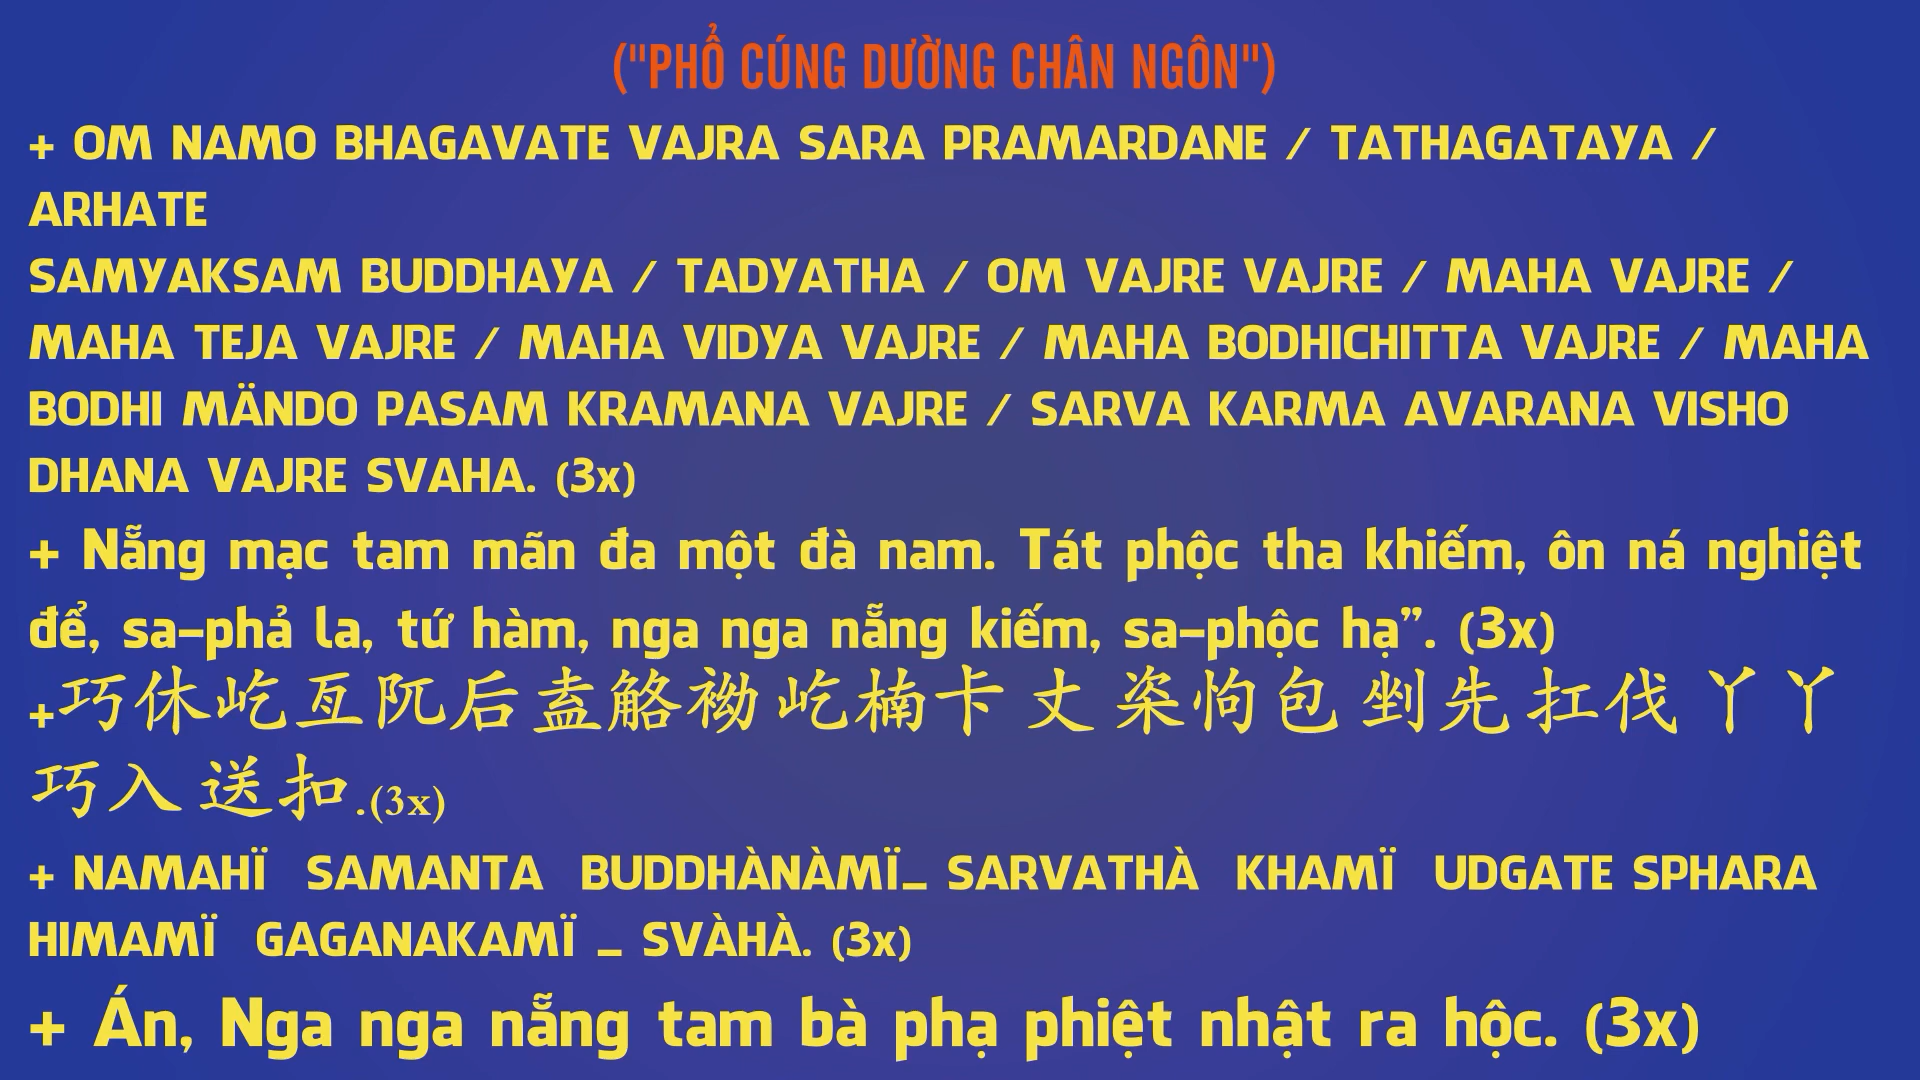 ("PHỔ CÚNG DƯỜNG CHÂN NGÔN")
+ OM NAMO BHAGAVATE VAJRA SARA PRAMARDANE / TATHAGATAYA /
ARHATE
SAMYAKSAM BUDDHAYA / TADYATHA / OM VAJRE VAJRE / MAHA VAJRE /
MAHA TEJA VAJRE / MAHA VIDYA VAJRE / MAHA BODHICHITTA VAJRE / MAHA
BODHI MÄNDO PASAM KRAMANA VAJRE / SARVA KARMA AVARANA VISHO
DHANA VAJRE SVAHA. (3x)
+ Nẵng mạc tam mãn đa một đà nam. Tát phộc tha khiếm, ôn ná nghiệt
để, sa-phả la, tứ hàm, nga nga nẵng kiếm, sa-phộc hạ”. (3x)
+巧休屹亙阢后盍觡袎屹楠卡 丈 栥怐包 剉先 扛伐 丫丫
巧入 送扣.(3x)
+ NAMAHÏ SAMANTA BUDDHÀNÀMÏ_ SARVATHÀ KHAMÏ UDGATE SPHARA
HIMAMÏ GAGANAKAMÏ _ SVÀHÀ. (3x)
+ Án, Nga nga nẵng tam bà phạ phiệt nhật ra hộc. (3x)